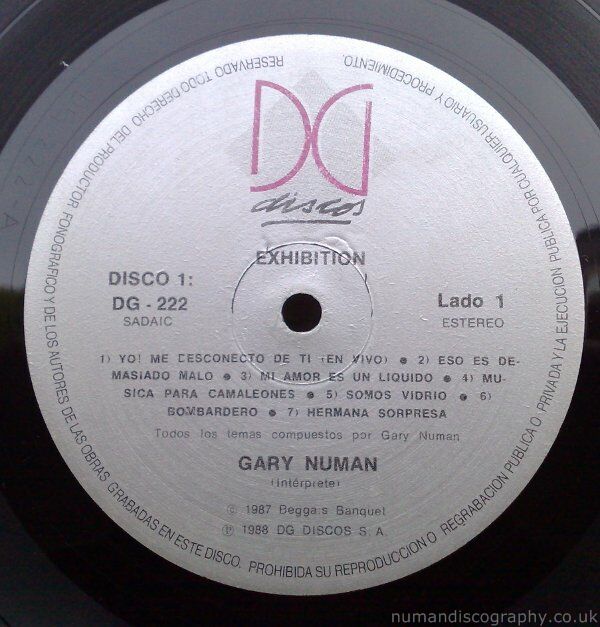 DG
discos
EXHIBITION
DISCO 1:
DG - 222
SADAIC
Lado 1
ESTEREO
1) YO! ME DESCONECTO DE TI (EN VIVO) ● 2) ESO ES DE-
MASIADO MALO ● 3) MI AMOR ES UN LIQUIDO ● 4) MU-
SICA PARA CAMALEONES ● 5) SOMOS VIDRIO ● 6)
BOMBARDERO ● 7) HERMANA SORPRESA
Todos los temas compuestos por Gary Numan
GARY NUMAN
(Intérprete)
© 1987 Beggars Banquet
℗ 1988 DG DISCOS S.A.
RESERVADO TODO DERECHO DEL PRODUCTOR FONOGRAFICO Y DE LOS AUTORES DE LAS OBRAS GRABADAS EN ESTE DISCO. PROHIBIDA SU REPRODUCCION O REGRABACION PUBLICA O PRIVADA Y LA EJECUCION PUBLICA POR CUALQUIER USUARIO Y PROCEDIMIENTO.
numandiscography.co.uk